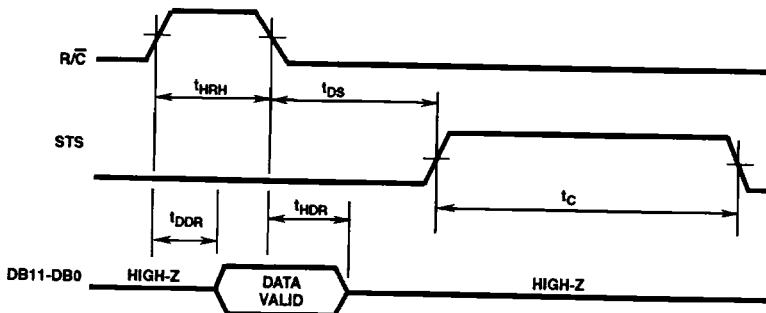 R/C̅
tHRH
tDS
STS
tDDR
tHDR
tC
DB11-DB0
HIGH-Z
DATA
VALID
HIGH-Z